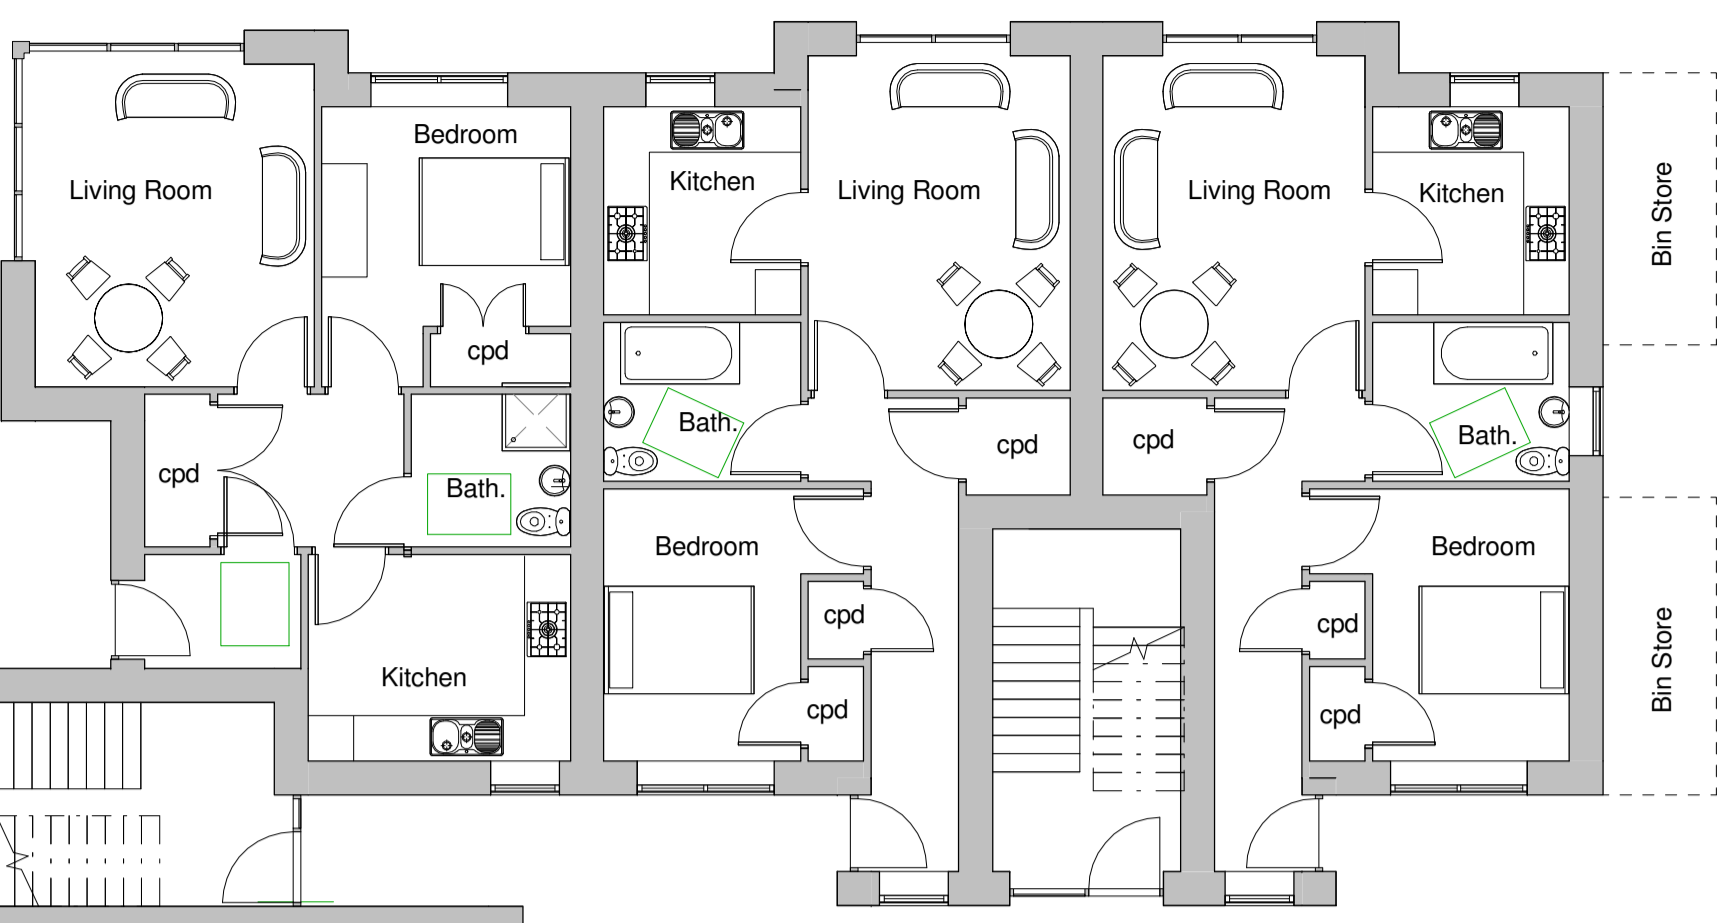 Bedroom
Living Room
Kitchen
Living Room
Living Room
Kitchen
Bin Store
cpd
Bath.
cpd
cpd
Bath.
cpd
Bath.
Bedroom
Bedroom
cpd
cpd
Kitchen
cpd
cpd
Bin Store